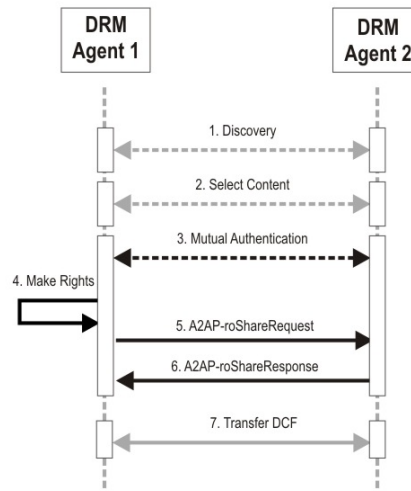 DRM
Agent 1
DRM
Agent 2
1. Discovery
2. Select Content
3. Mutual Authentication
4. Make Rights
5. A2AP-roShareRequest
6. A2AP-roShareResponse
7. Transfer DCF